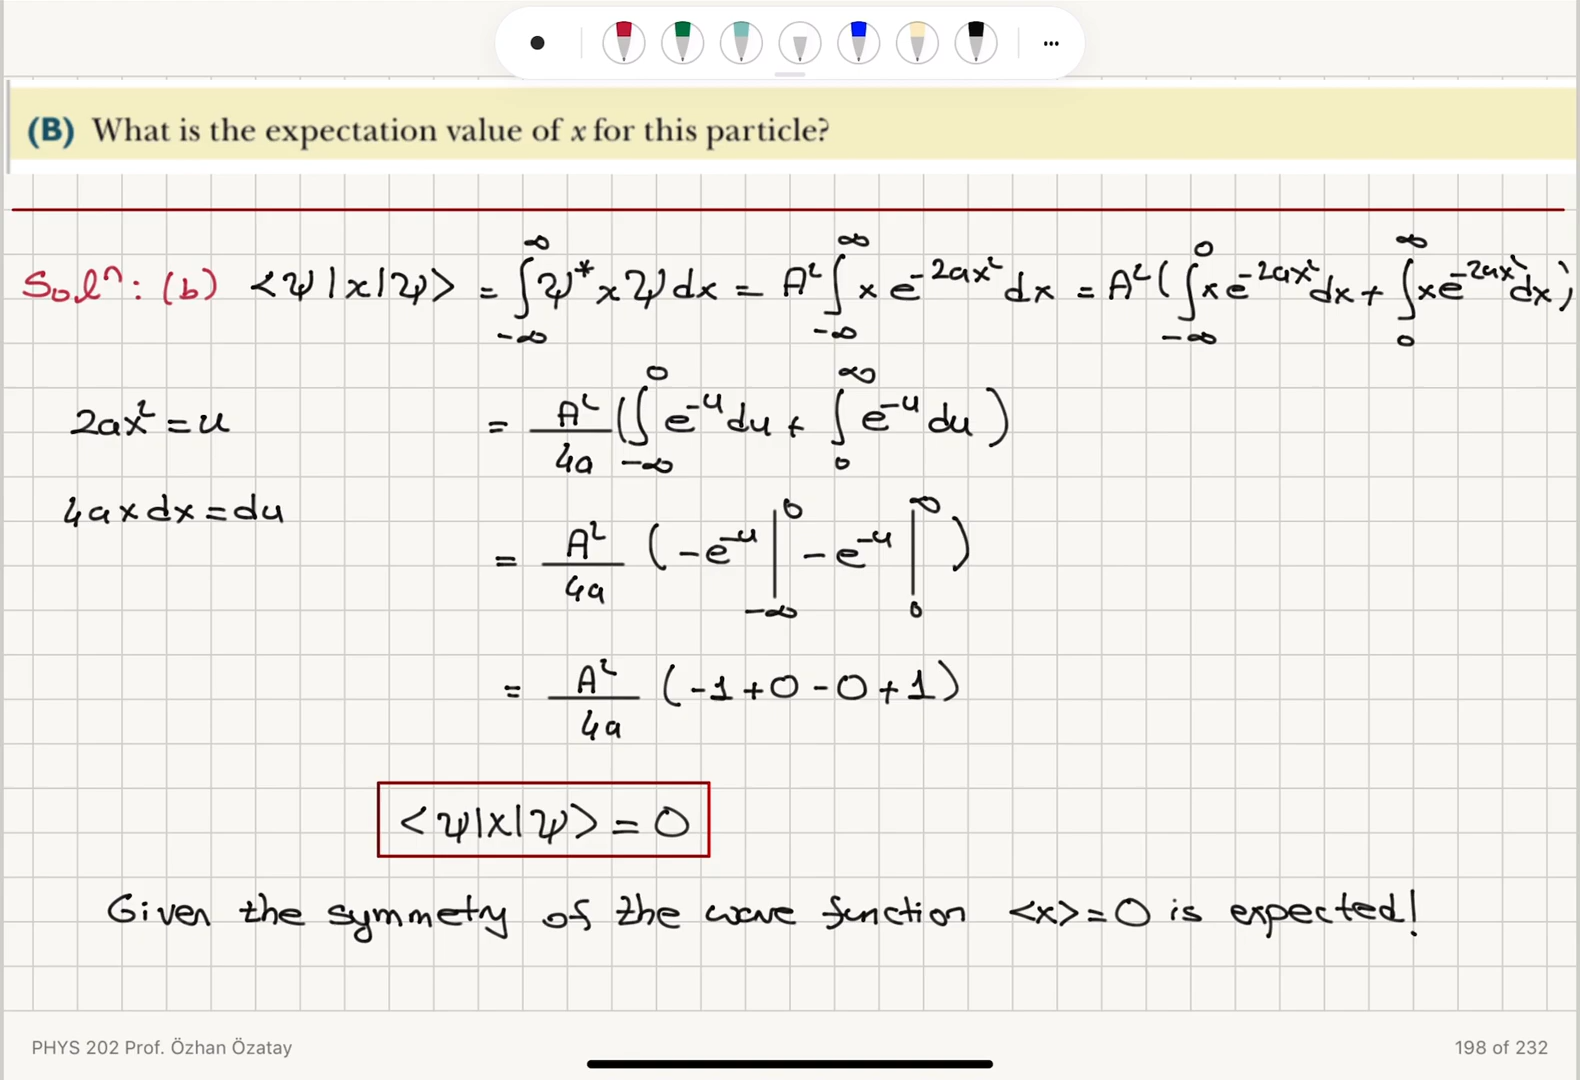 ...
(B) What is the expectation value of x for this particle?
Solⁿ: (b) <ψ|x|ψ> = ∫_{-∞}^{∞} ψ* x ψ dx = A² ∫_{-∞}^{∞} x e^{-2ax²} dx = A² ( ∫_{-∞}^{0} x e^{-2ax²} dx + ∫_{0}^{∞} x e^{-2ax²} dx )
2ax² = u = A²/4a ( ∫_{-∞}^{0} e^{-u} du + ∫_{0}^{∞} e^{-u} du )
4axdx = du
= A²/4a ( -e^{-u} |_{-∞}^{0} - e^{-u} |_{0}^{∞} )
= A²/4a (-1+0-0+1)
<ψ|x|ψ> = 0
Given the symmetry of the wave function <x>=0 is expected!
PHYS 202 Prof. Özhan Özatay 198 of 232